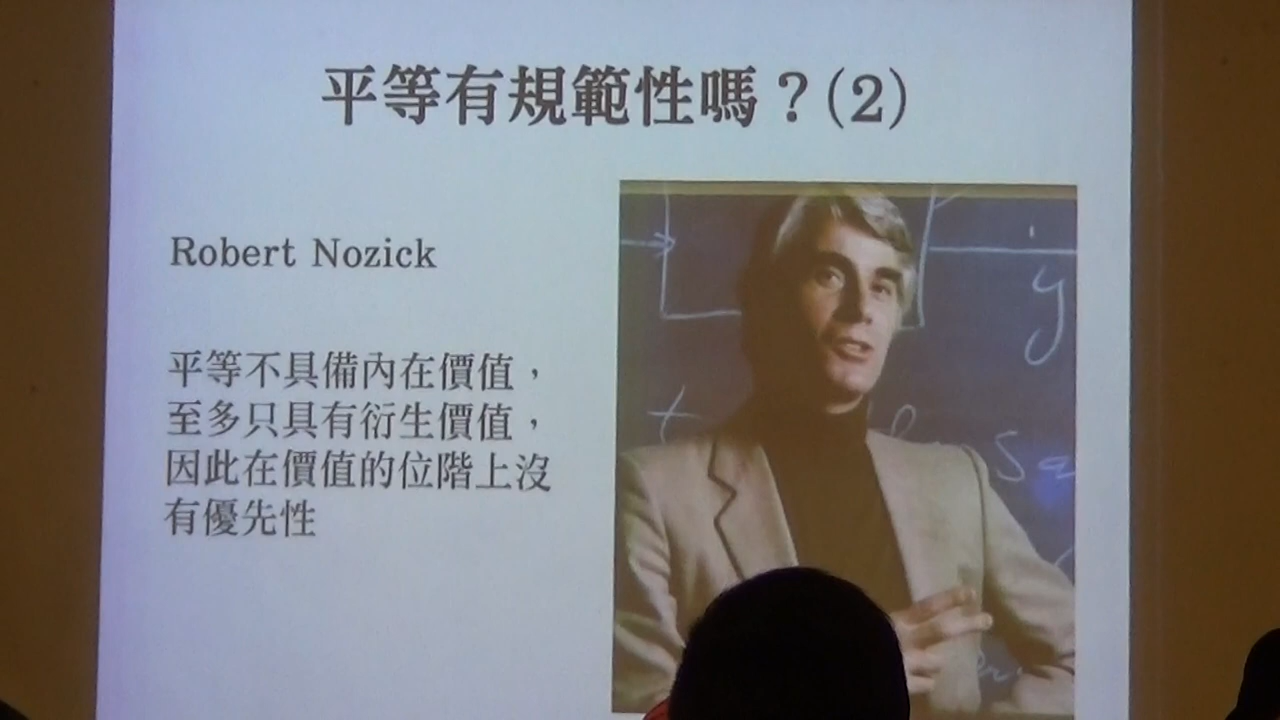 平等有規範性嗎？(2)
Robert Nozick
平等不具備內在價值，
至多只具有衍生價值，
因此在價值的位階上沒
有優先性
y
t
Sa